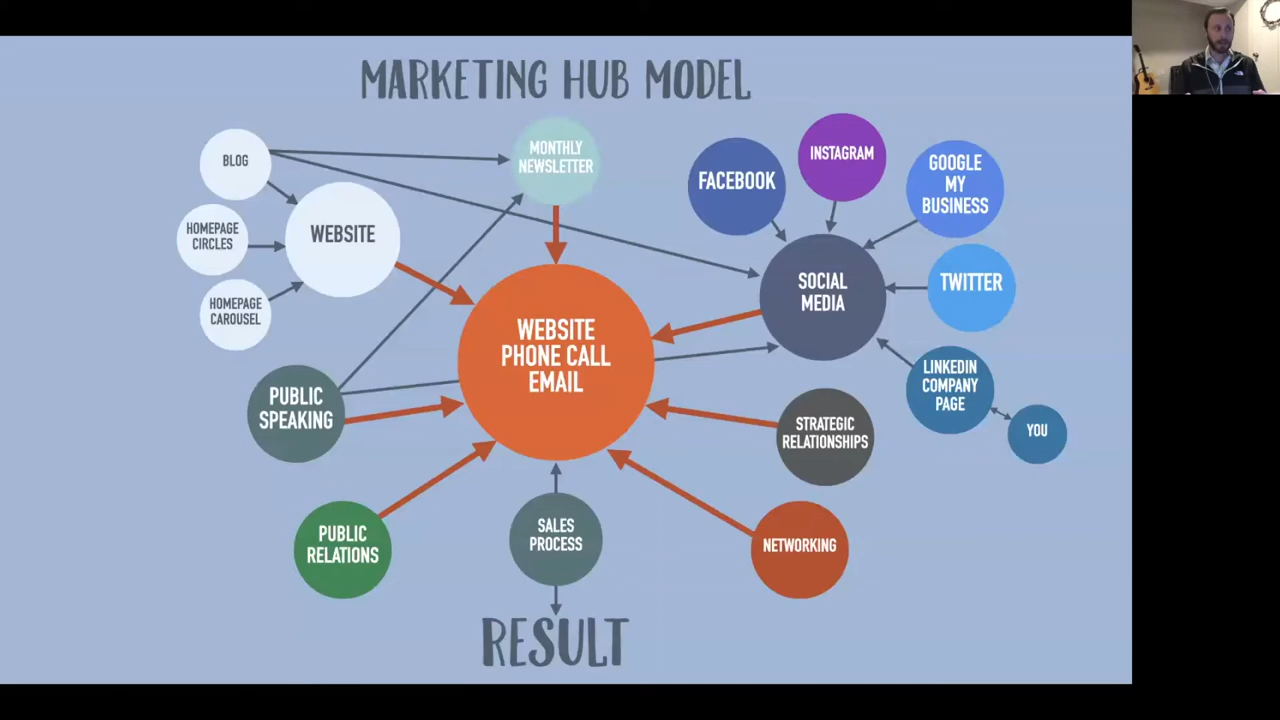 MARKETING HUB MODEL
BLOG
HOMEPAGE
CIRCLES
HOMEPAGE
CAROUSEL
WEBSITE
MONTHLY
NEWSLETTER
FACEBOOK
INSTAGRAM
GOOGLE
MY
BUSINESS
TWITTER
SOCIAL
MEDIA
LINKEDIN
COMPANY
PAGE
YOU
WEBSITE
PHONE CALL
EMAIL
PUBLIC
SPEAKING
STRATEGIC
RELATIONSHIPS
PUBLIC
RELATIONS
SALES
PROCESS
NETWORKING
RESULT